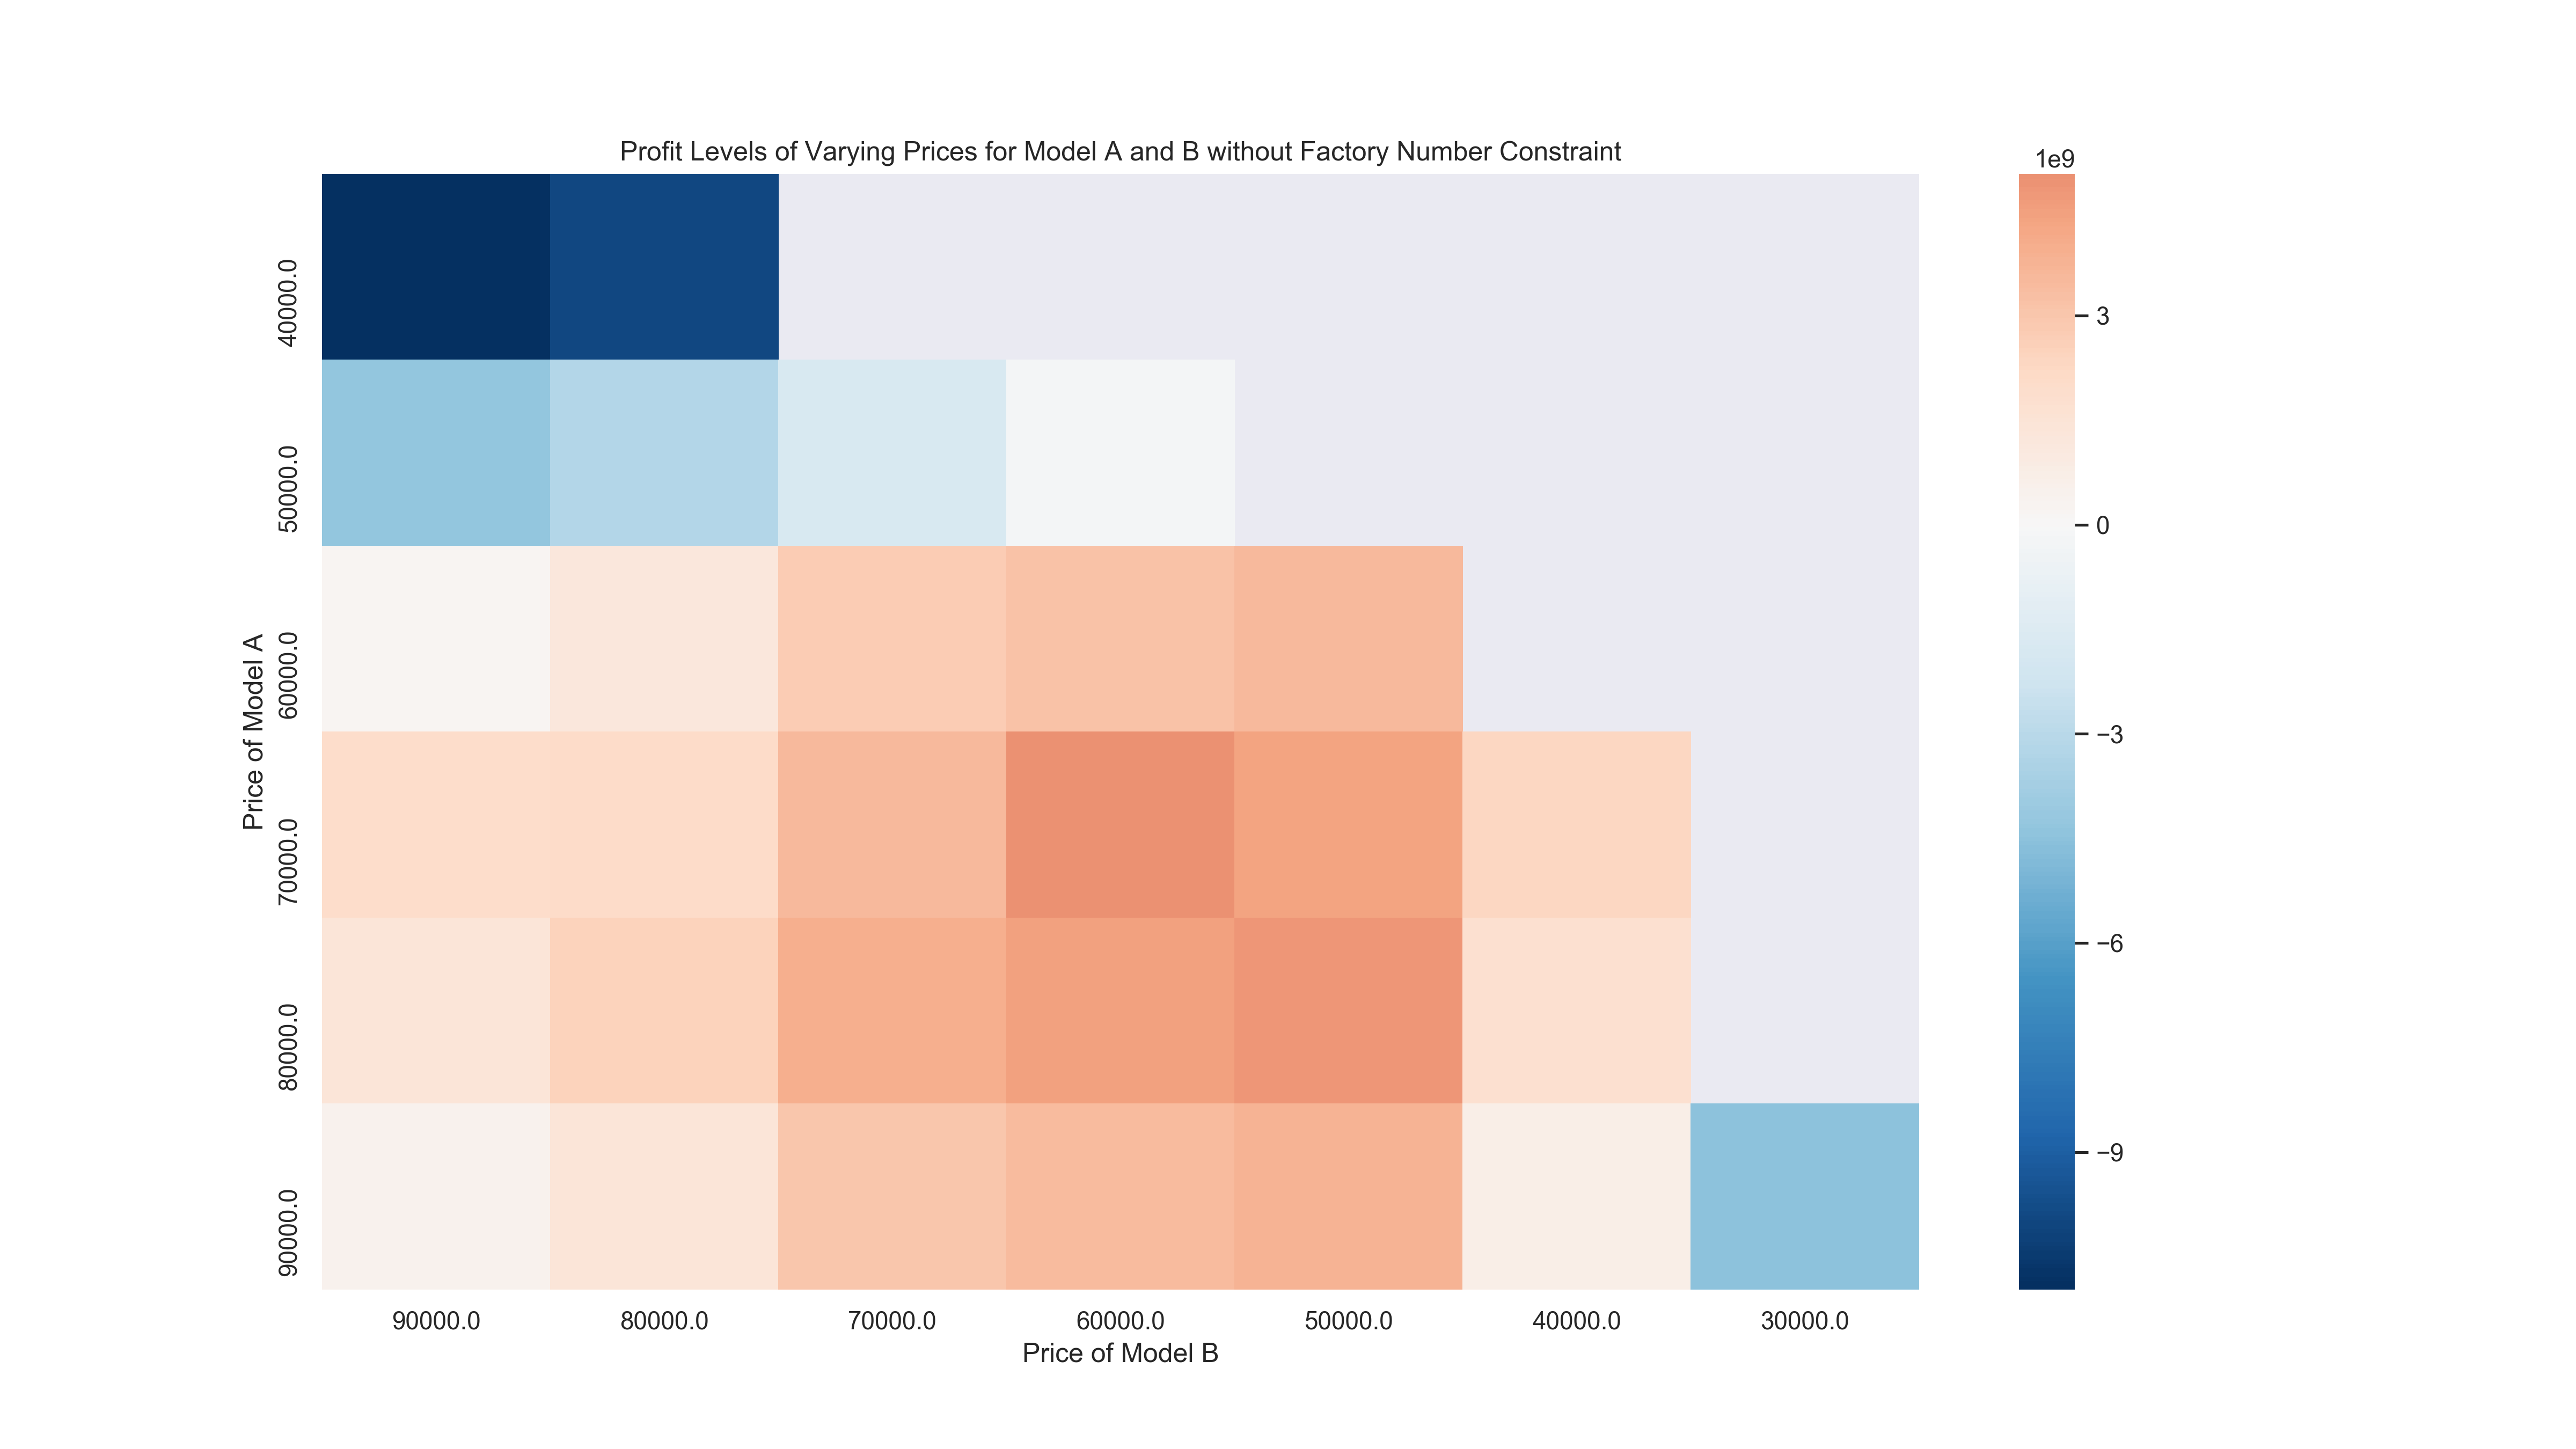 Profit Levels of Varying Prices for Model A and B without Factory Number Constraint
1e9
Price of Model A
40000.0
50000.0
60000.0
70000.0
80000.0
90000.0
90000.0 80000.0 70000.0 60000.0 50000.0 40000.0 30000.0
Price of Model B
3
0
−3
−6
−9